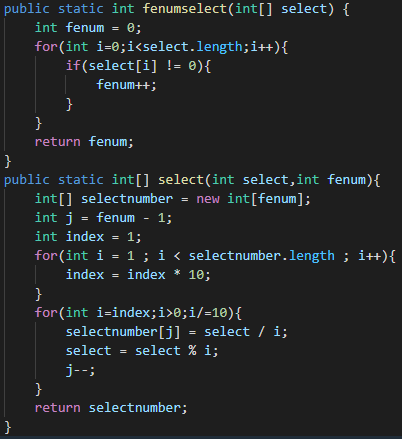 public static int fenumselect(int[] select) {
    int fenum = 0;
    for(int i=0;i<select.length;i++){
        if(select[i] != 0){
            fenum++;
        }
    }
    return fenum;
}
public static int[] select(int select,int fenum){
    int[] selectnumber = new int[fenum];
    int j = fenum - 1;
    int index = 1;
    for(int i = 1 ; i < selectnumber.length ; i++){
        index = index * 10;
    }
    for(int i=index;i>0;i/=10){
        selectnumber[j] = select / i;
        select = select % i;
        j--;
    }
    return selectnumber;
}